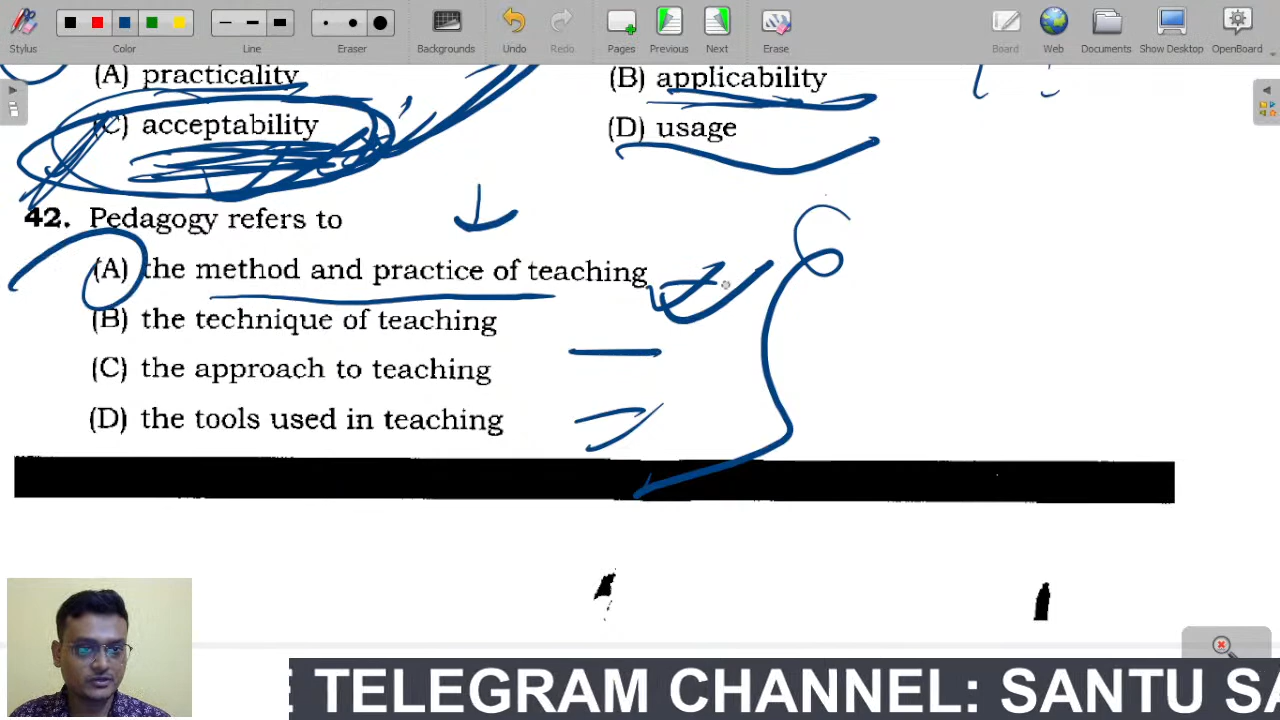 Stylus
Color
Line
Eraser
Backgrounds
Undo
Redo
Pages
Previous
Next
Erase
Board
Web
Documents
Show Desktop
OpenBoard
(A) practicality
(B) applicability
(C) acceptability
(D) usage
42. Pedagogy refers to
(A) the method and practice of teaching
(B) the technique of teaching
(C) the approach to teaching
(D) the tools used in teaching
TELEGRAM CHANNEL: SANTU